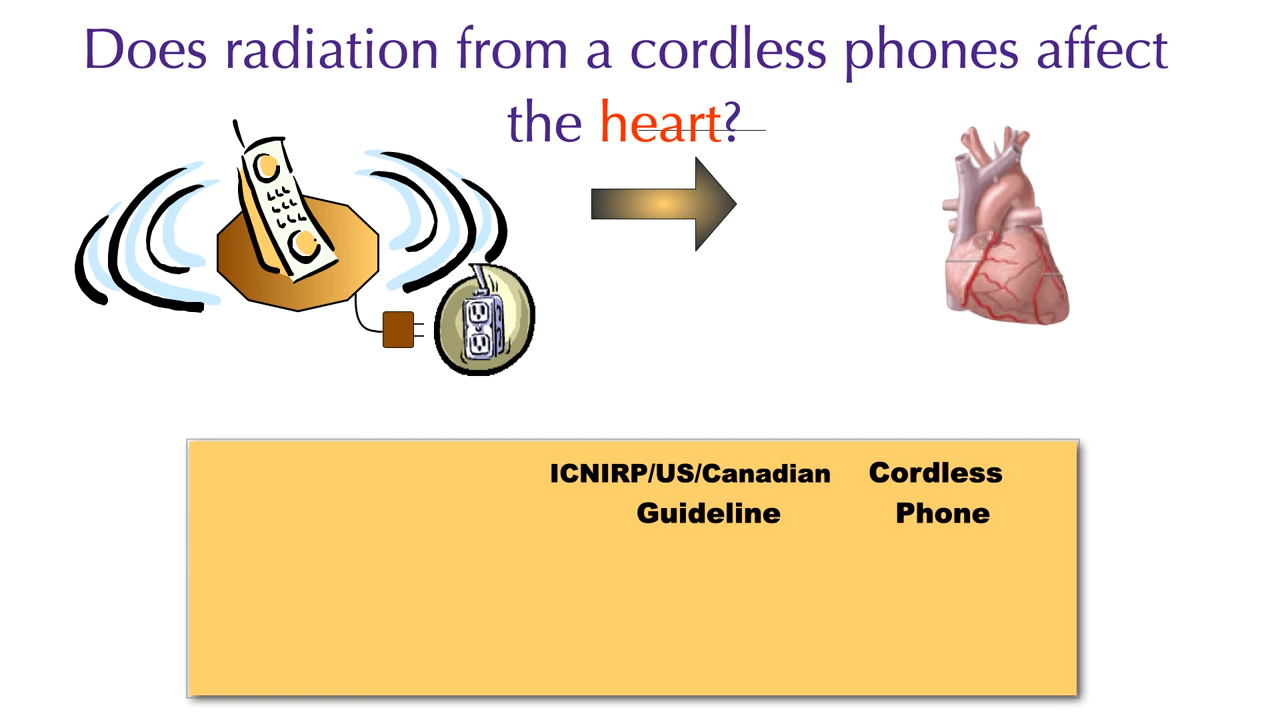 Does radiation from a cordless phones affect
the heart?
ICNIRP/US/Canadian Cordless
Guideline Phone